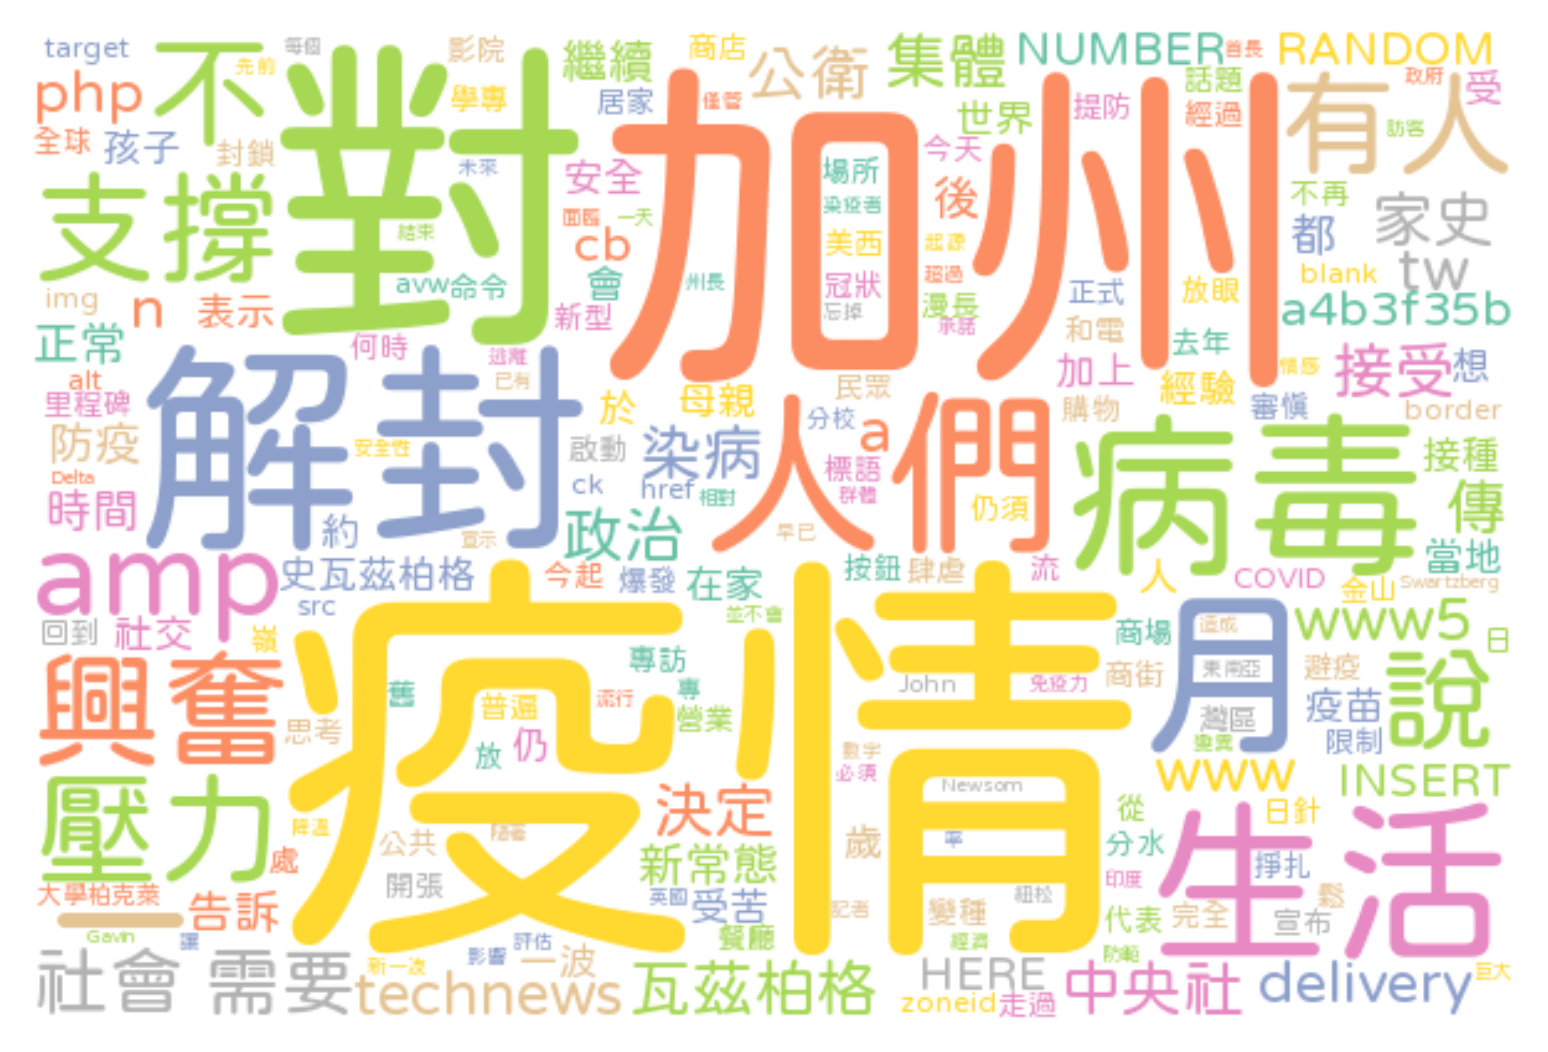 target
php
不
先前
每個
對
影院
學專
繼續
居家
商店
僅管
公衛
集體
世界
NUMBER
首長
RANDOM
話題
提防
經過
政府
受
訪客
有人
全球
孩子
封鎖
未來
安全
加州
場所
染疫者
美西
冠狀
忘掉
今天
後
起源
超過
漫長
承諾
不再
都
家史
支撐
結束
面臨
一天
cb
會
州長
tw
blank
放眼
正式
和電
去年
a4b3f35b
img
n
表示
avw
命令
新型
正常
何時
逃離
已有
alt
里程碑
防疫
Delta
時間
解封
安全性
約
宣示
於
母親
民眾
分校
a
啟動
染病
ck
href
相對
政治
標語
群體
早已
人們
仍須
加上
購物
經驗
審慎
情感
接受
想
border
病毒
接種
傳
當地
amp
史瓦茲柏格
src
今起
爆發
在家
並不會
按鈕
肆虐
流
人
COVID
金山
Swartzberg
回到
社交
嶺
興奮
思考
舊
疫情
普遍
流行
專訪
專
營業
放
仍
John
免疫力
商場
商街
月
造成
東南亞
灣區
變異
www5
日
避疫
疫苗
限制
說
數字
必須
Newsom
www
INSERT
壓力
降溫
處
公共
隨著
開張
決定
新常態
英國
受苦
餐廳
歲
平
紐松
記者
變種
經濟
從
分水
印度
代表
防範
日針
掙扎
鬆
完全
宣布
生活
大學柏克萊
一
Gavin
告訴
讓
社會
需要
新一波
影響
評估
一波
technews
瓦茲柏格
HERE
zoneid
走過
中央社
delivery
巨大